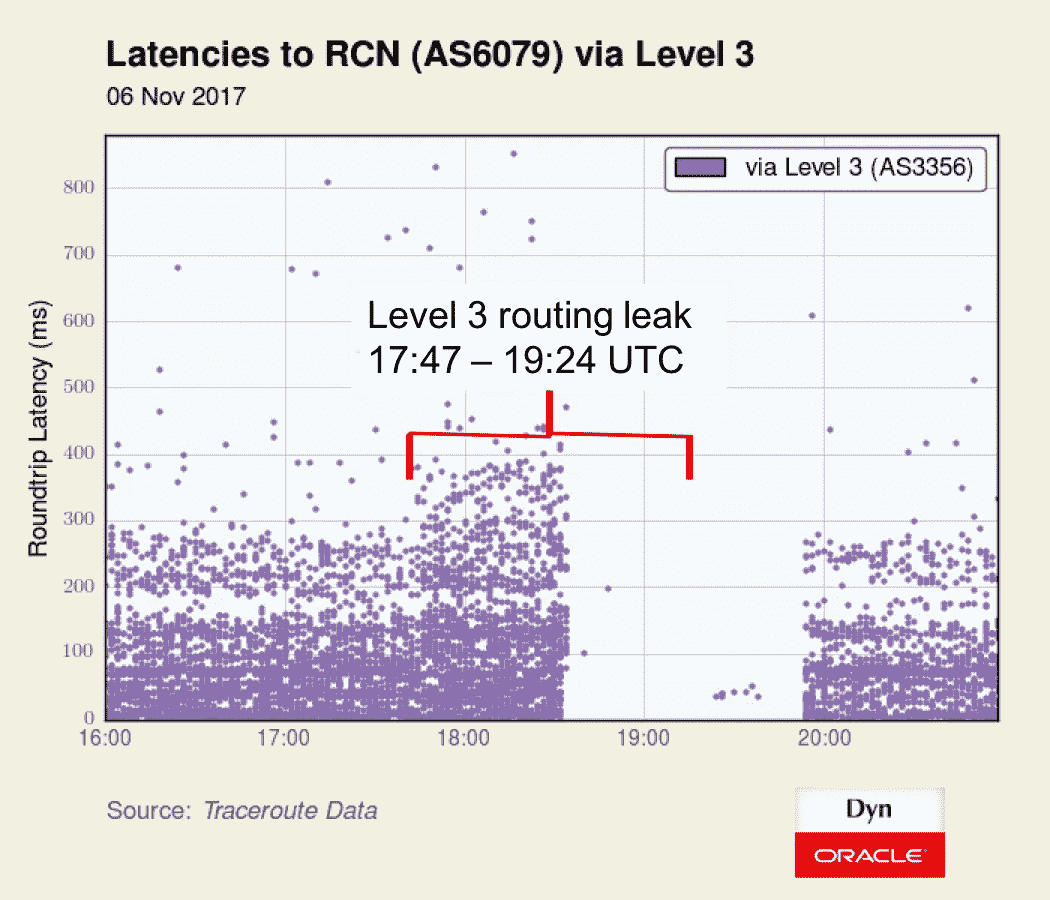 Latencies to RCN (AS6079) via Level 3
06 Nov 2017
via Level 3 (AS3356)
800
700
Level 3 routing leak
17:47 – 19:24 UTC
600
500
400
300
200
100
0
Roundtrip Latency (ms)
16:00 17:00 18:00 19:00 20:00
Source: Traceroute Data
Dyn
ORACLE